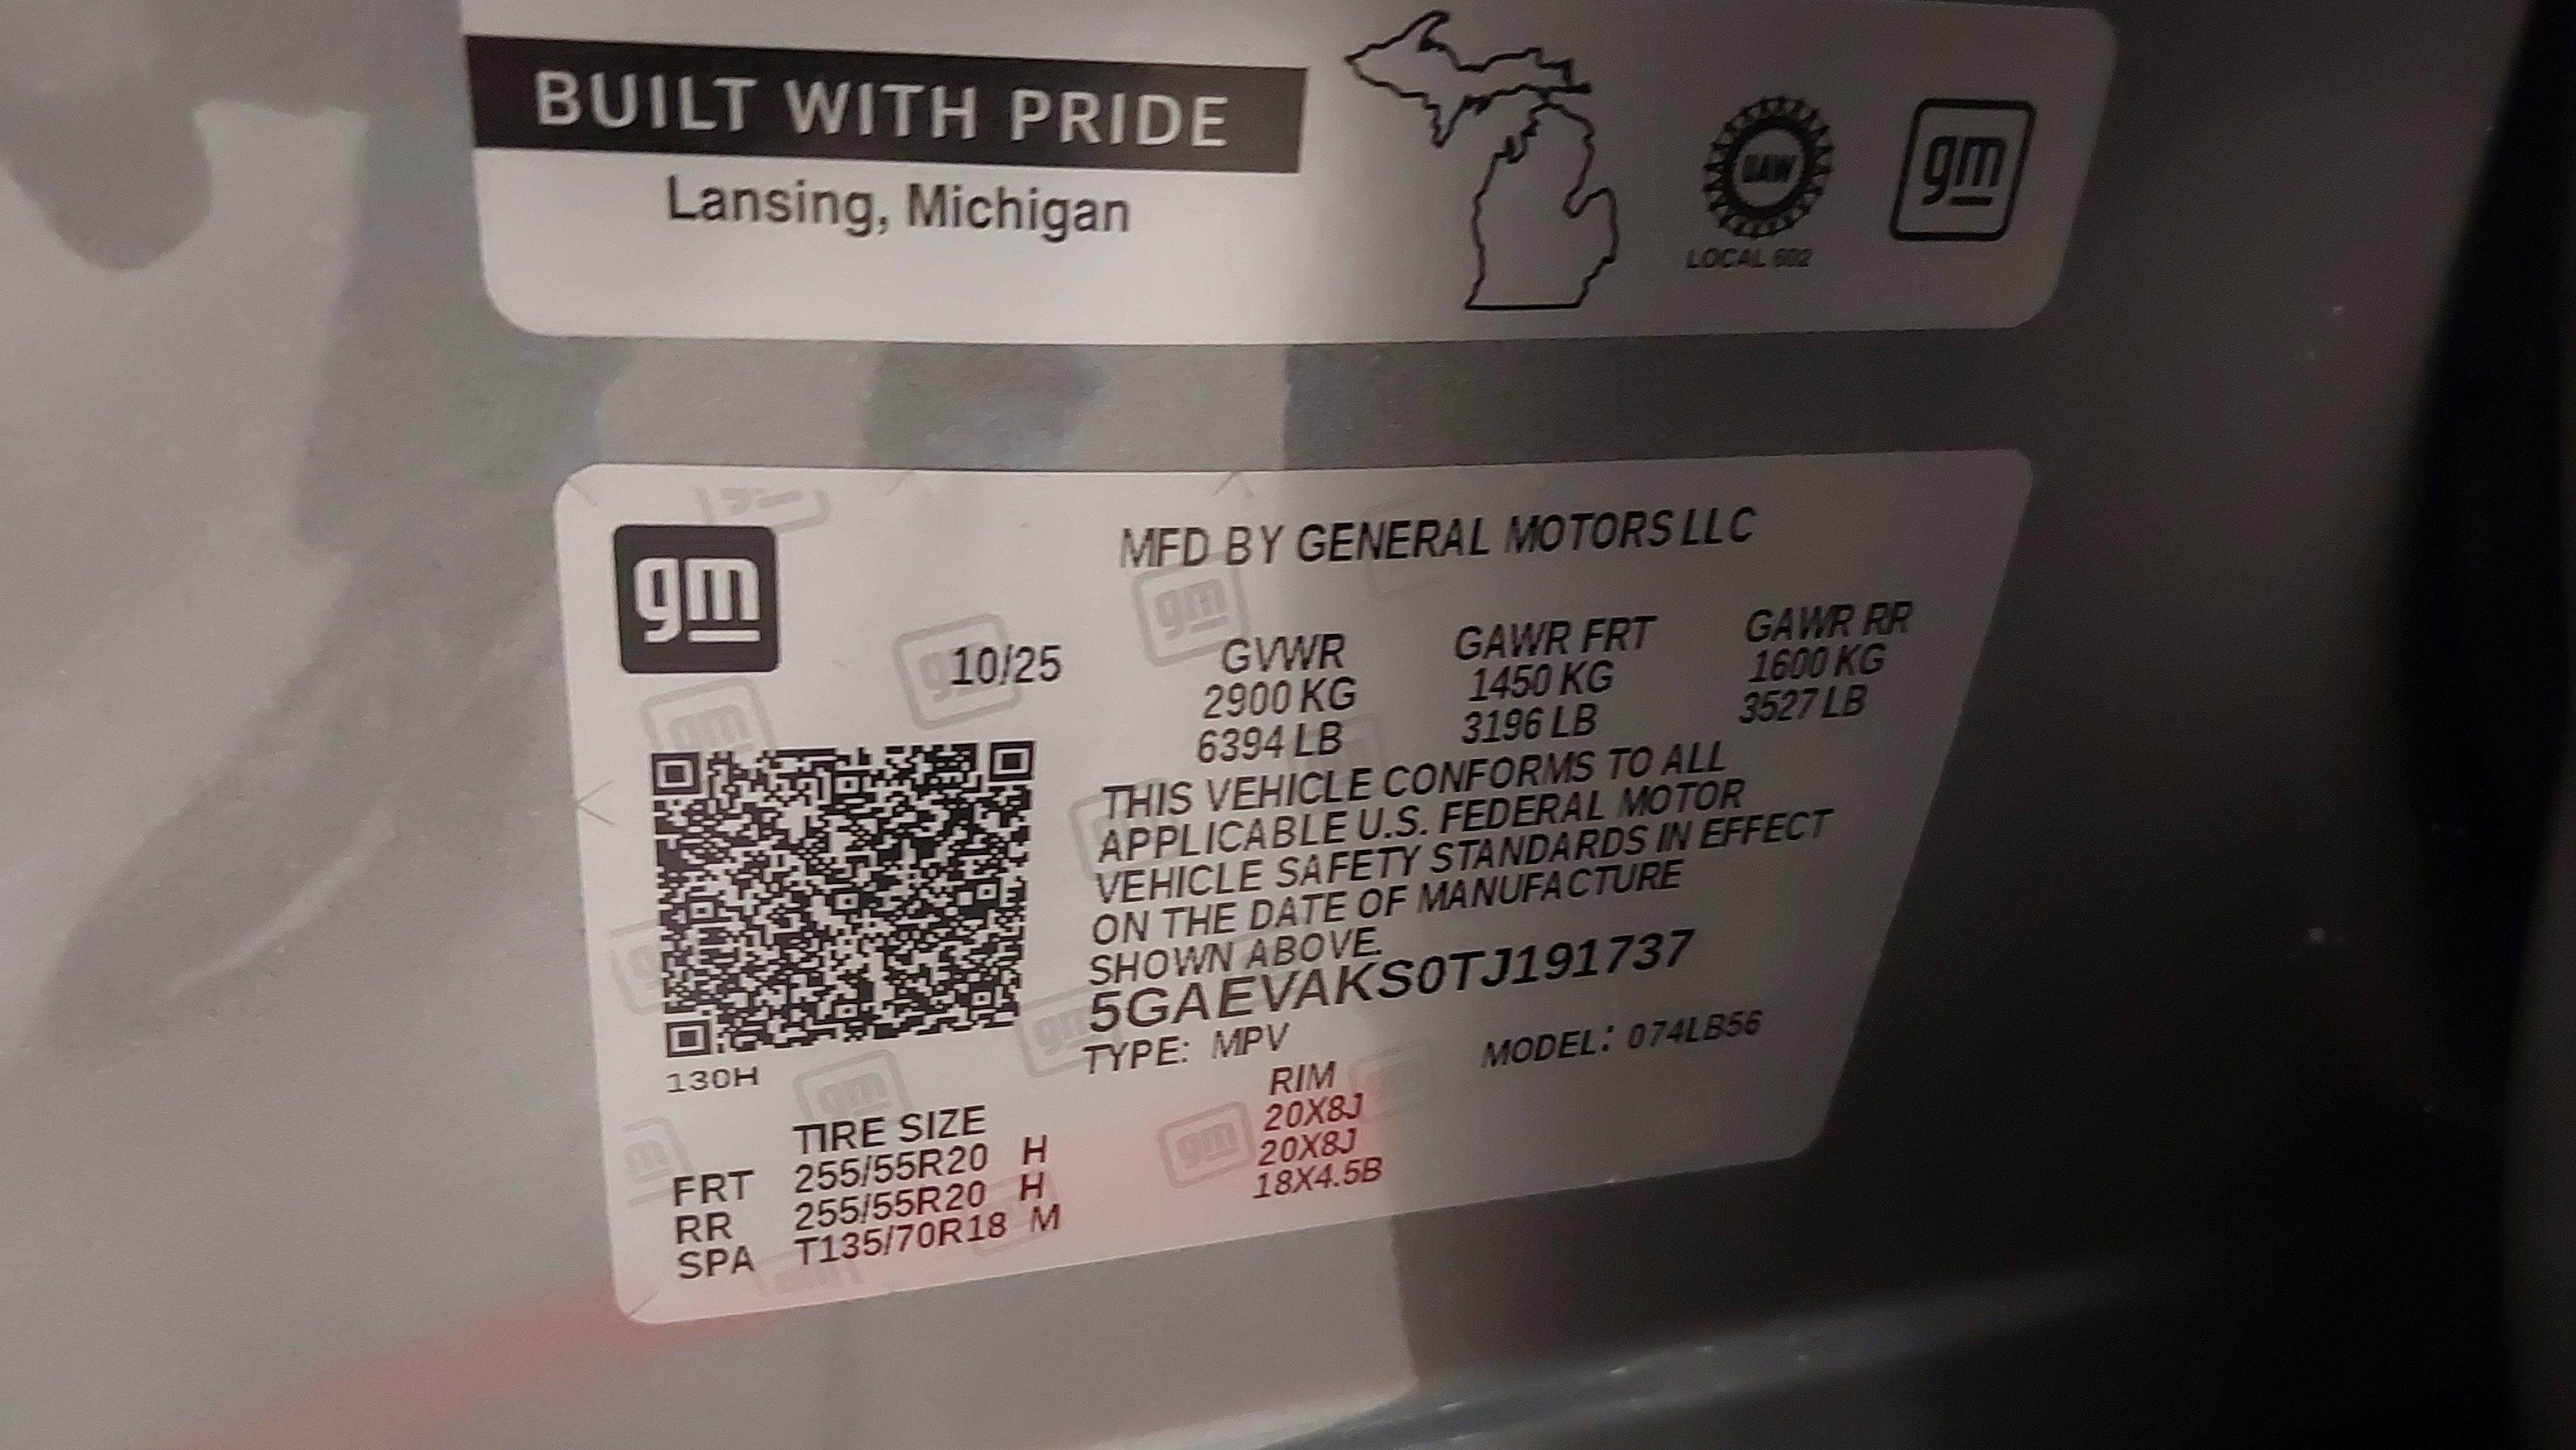 BUILT WITH PRIDE
Lansing, Michigan
UAW
LOCAL 602
gm
gm
MFD BY GENERAL MOTORS LLC
10/25
GVWR GAWR FRT GAWR RR
2900 KG 1450 KG 1600 KG
6394 LB 3196 LB 3527 LB
THIS VEHICLE CONFORMS TO ALL
APPLICABLE U.S. FEDERAL MOTOR
VEHICLE SAFETY STANDARDS IN EFFECT
ON THE DATE OF MANUFACTURE
SHOWN ABOVE.
5GAEVAKS0TJ191737
TYPE: MPV MODEL: 074LB56
130H
TIRE SIZE RIM
FRT 255/55R20 H 20X8J
RR 255/55R20 H 20X8J
SPA T135/70R18 M 18X4.5B